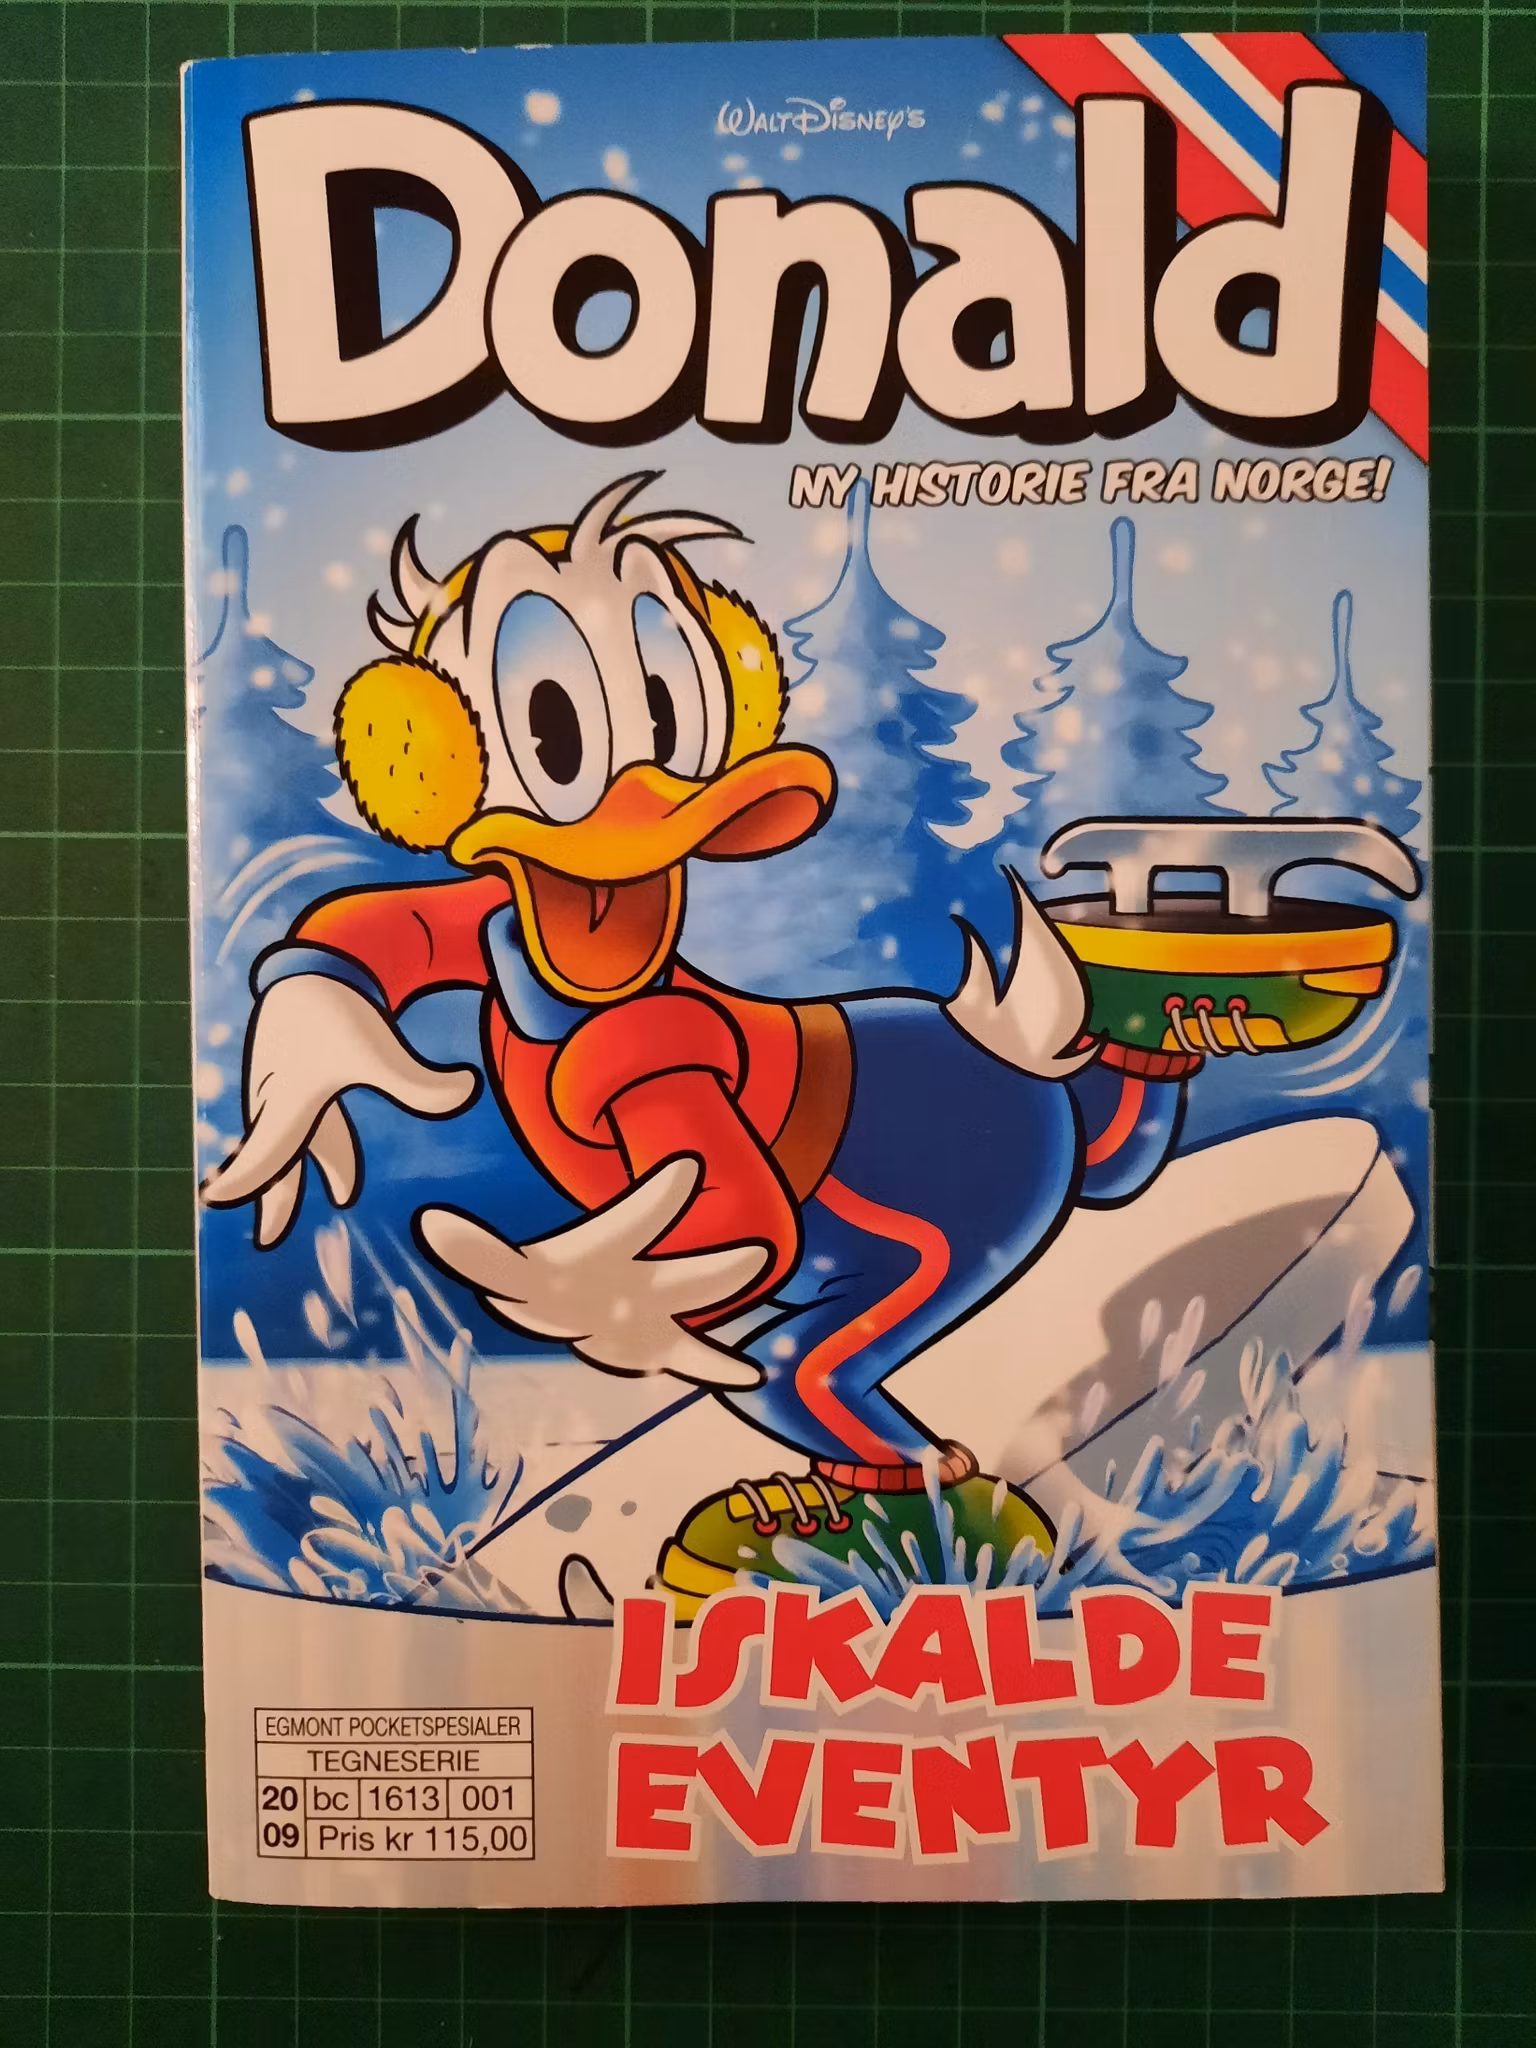 WALT DISNEY'S
Donald
NY HISTORIE FRA NORGE!
ISKALDE
EVENTYR
EGMONT POCKETSPESIALER
TEGNESERIE
20 bc 1613 001
09 Pris kr 115,00